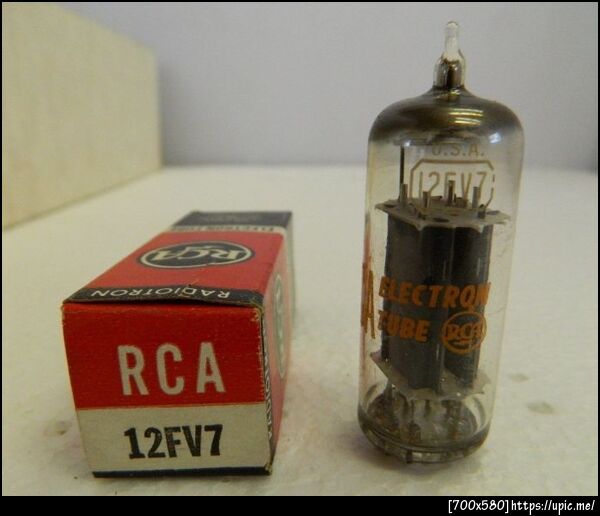 RCA
RADIOTRON
RCA
12FV7
U.S.A.
12FV7
ELECTRON
TUBE RCA
[700x580]https://upic.me/